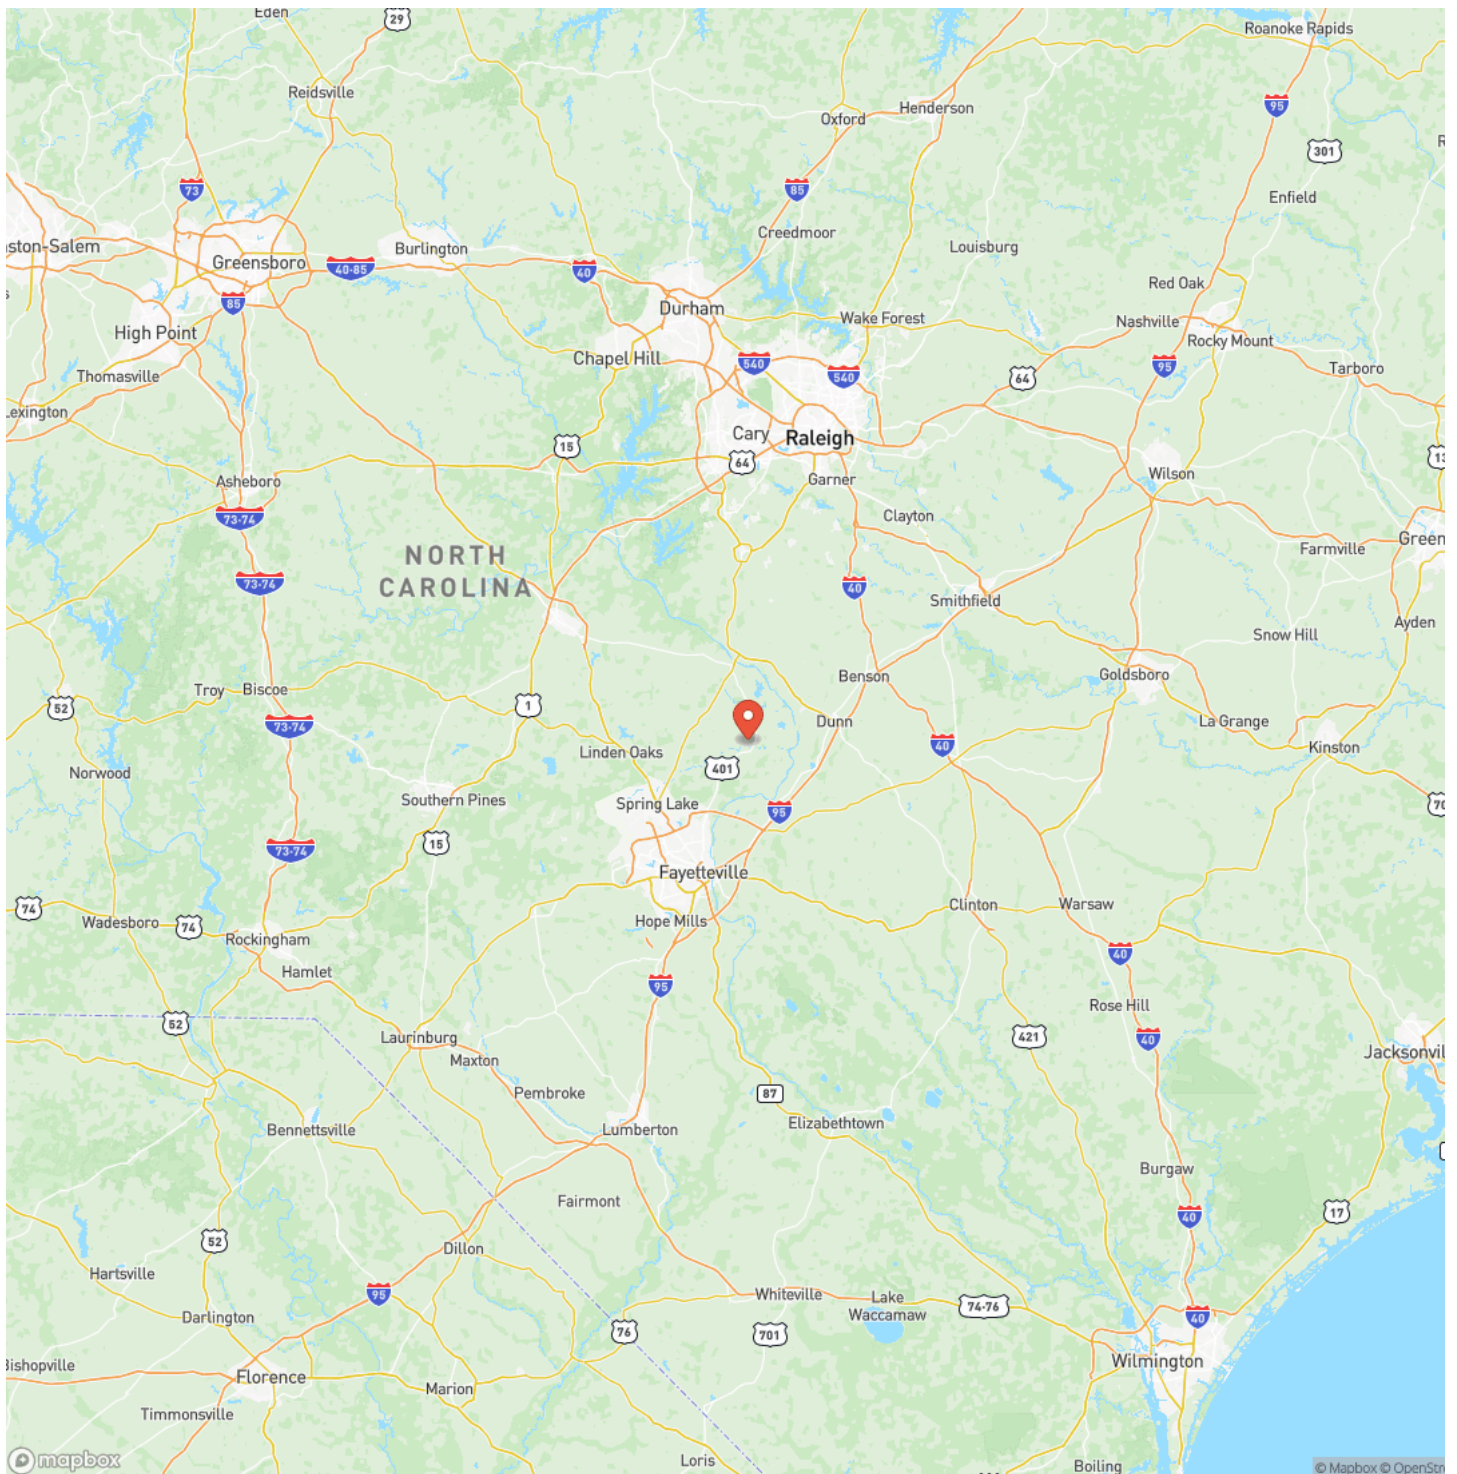 Eden
29
Roanoke Rapids
Reidsville
95
Henderson
Oxford
301
73
85
Enfield
Creedmoor
ston-Salem
Burlington
Louisburg
Greensboro
40-85
40
Red Oak
85
Durham
Wake Forest
Nashville
High Point
Rocky Mount
Chapel Hill
540
95
Thomasville
540
64
Tarboro
Lexington
Cary
Raleigh
15
64
13
Asheboro
Garner
Wilson
73-74
Clayton
Green
NORTH
CAROLINA
Farmville
73-74
40
Smithfield
Ayden
Snow Hill
Benson
Goldsboro
Troy
Biscoe
52
1
73-74
Dunn
La Grange
40
Kinston
Linden Oaks
Norwood
401
Southern Pines
Spring Lake
95
70
15
73-74
Fayetteville
74
Clinton
Warsaw
Wadesboro
74
Hope Mills
Rockingham
40
Hamlet
95
Rose Hill
52
Laurinburg
421
40
Jacksonvil
Maxton
Pembroke
87
Bennettsville
Lumberton
Elizabethtown
Burgaw
Fairmont
40
17
52
Dillon
Hartsville
95
Whiteville
Lake
Waccamaw
74-76
Darlington
76
701
40
Bishopville
Wilmington
Florence
Marion
Timmonsville
mapbox
Loris
Boiling
© Mapbox © OpenStre